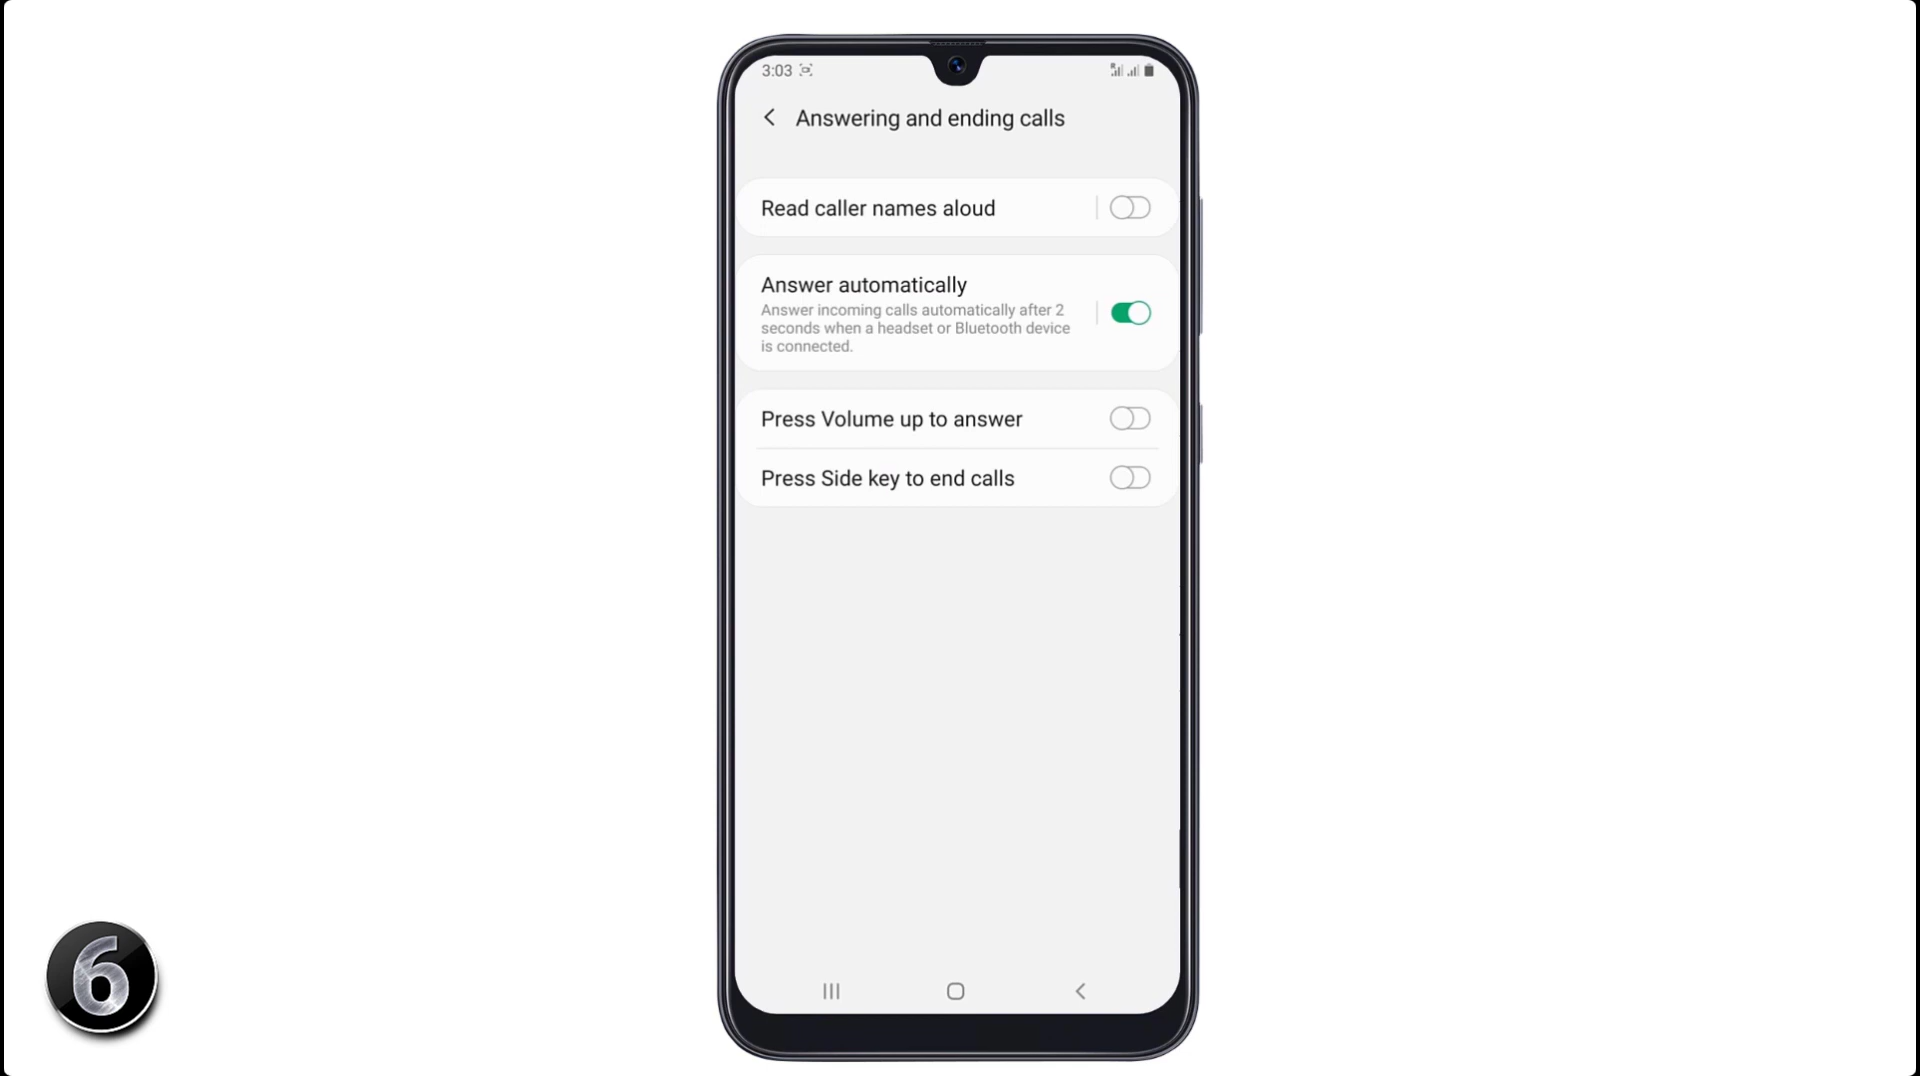 3:03
Answering and ending calls
Read caller names aloud
Answer automatically
Answer incoming calls automatically after 2
seconds when a headset or Bluetooth device
is connected.
Press Volume up to answer
Press Side key to end calls
6